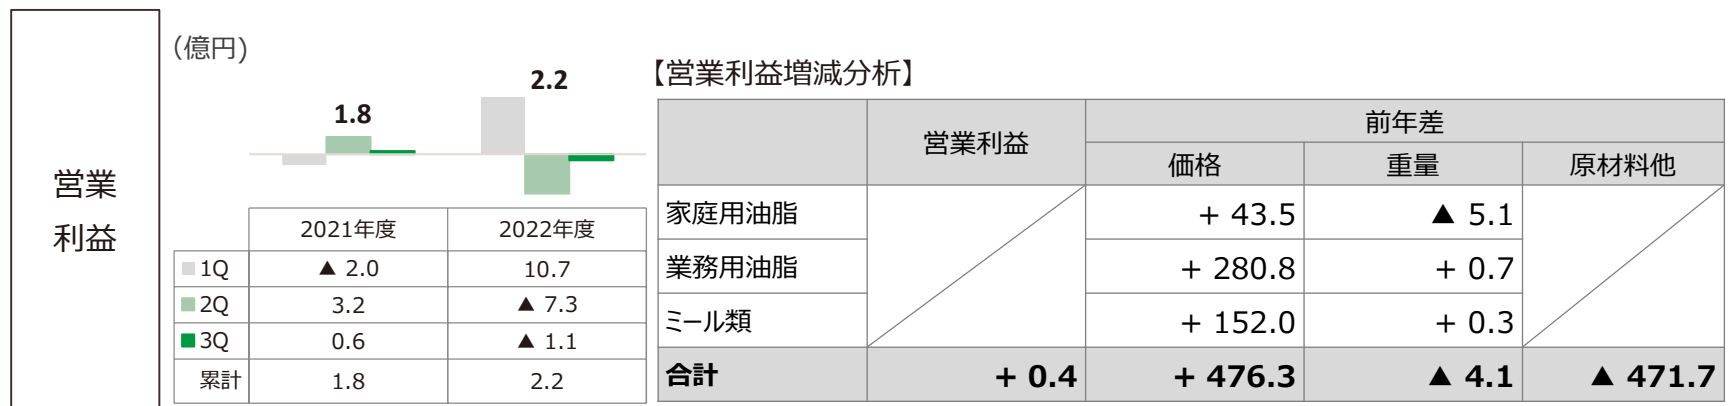 営業
利益
（億円）
1.8
2.2
2021年度 2022年度
1Q ▲ 2.0 10.7
2Q 3.2 ▲ 7.3
3Q 0.6 ▲ 1.1
累計 1.8 2.2
【営業利益増減分析】
営業利益 前年差
価格 重量 原材料他
家庭用油脂 + 43.5 ▲ 5.1
業務用油脂 + 280.8 + 0.7
ミール類 + 152.0 + 0.3
合計 + 0.4 + 476.3 ▲ 4.1 ▲ 471.7